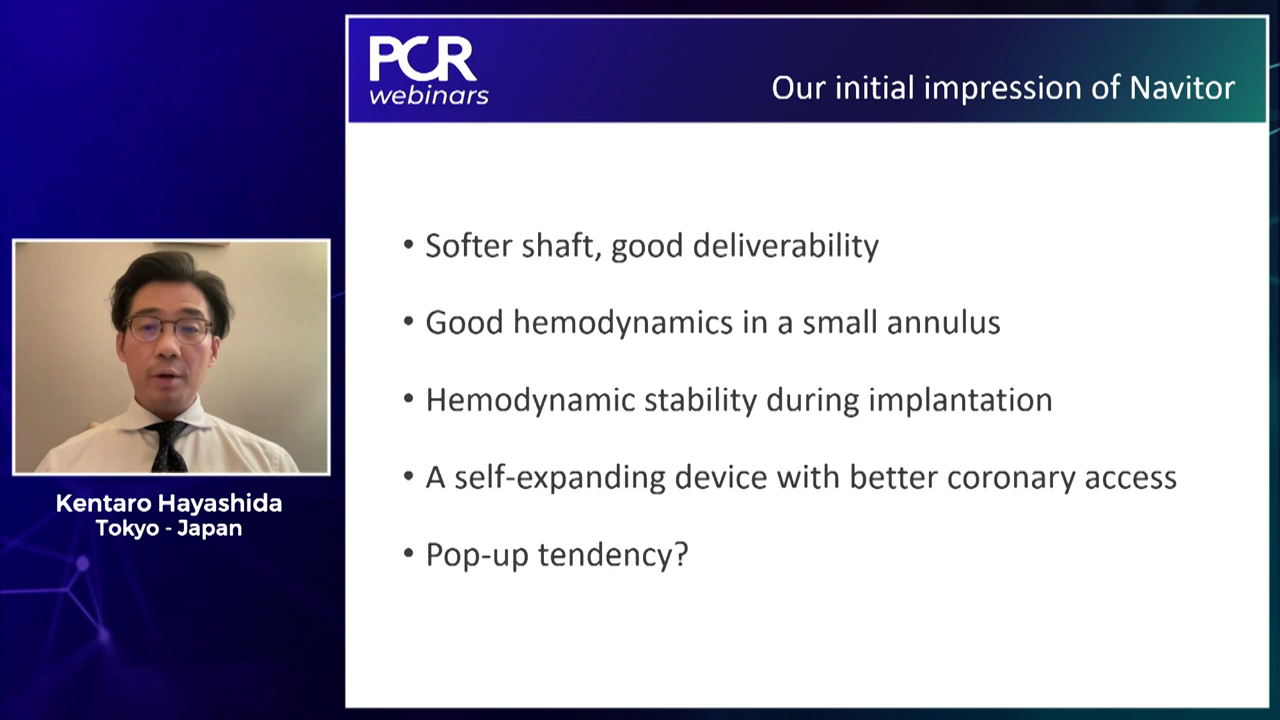 PCR
webinars
Our initial impression of Navitor
• Softer shaft, good deliverability
• Good hemodynamics in a small annulus
• Hemodynamic stability during implantation
• A self-expanding device with better coronary access
• Pop-up tendency?
Kentaro Hayashida
Tokyo - Japan